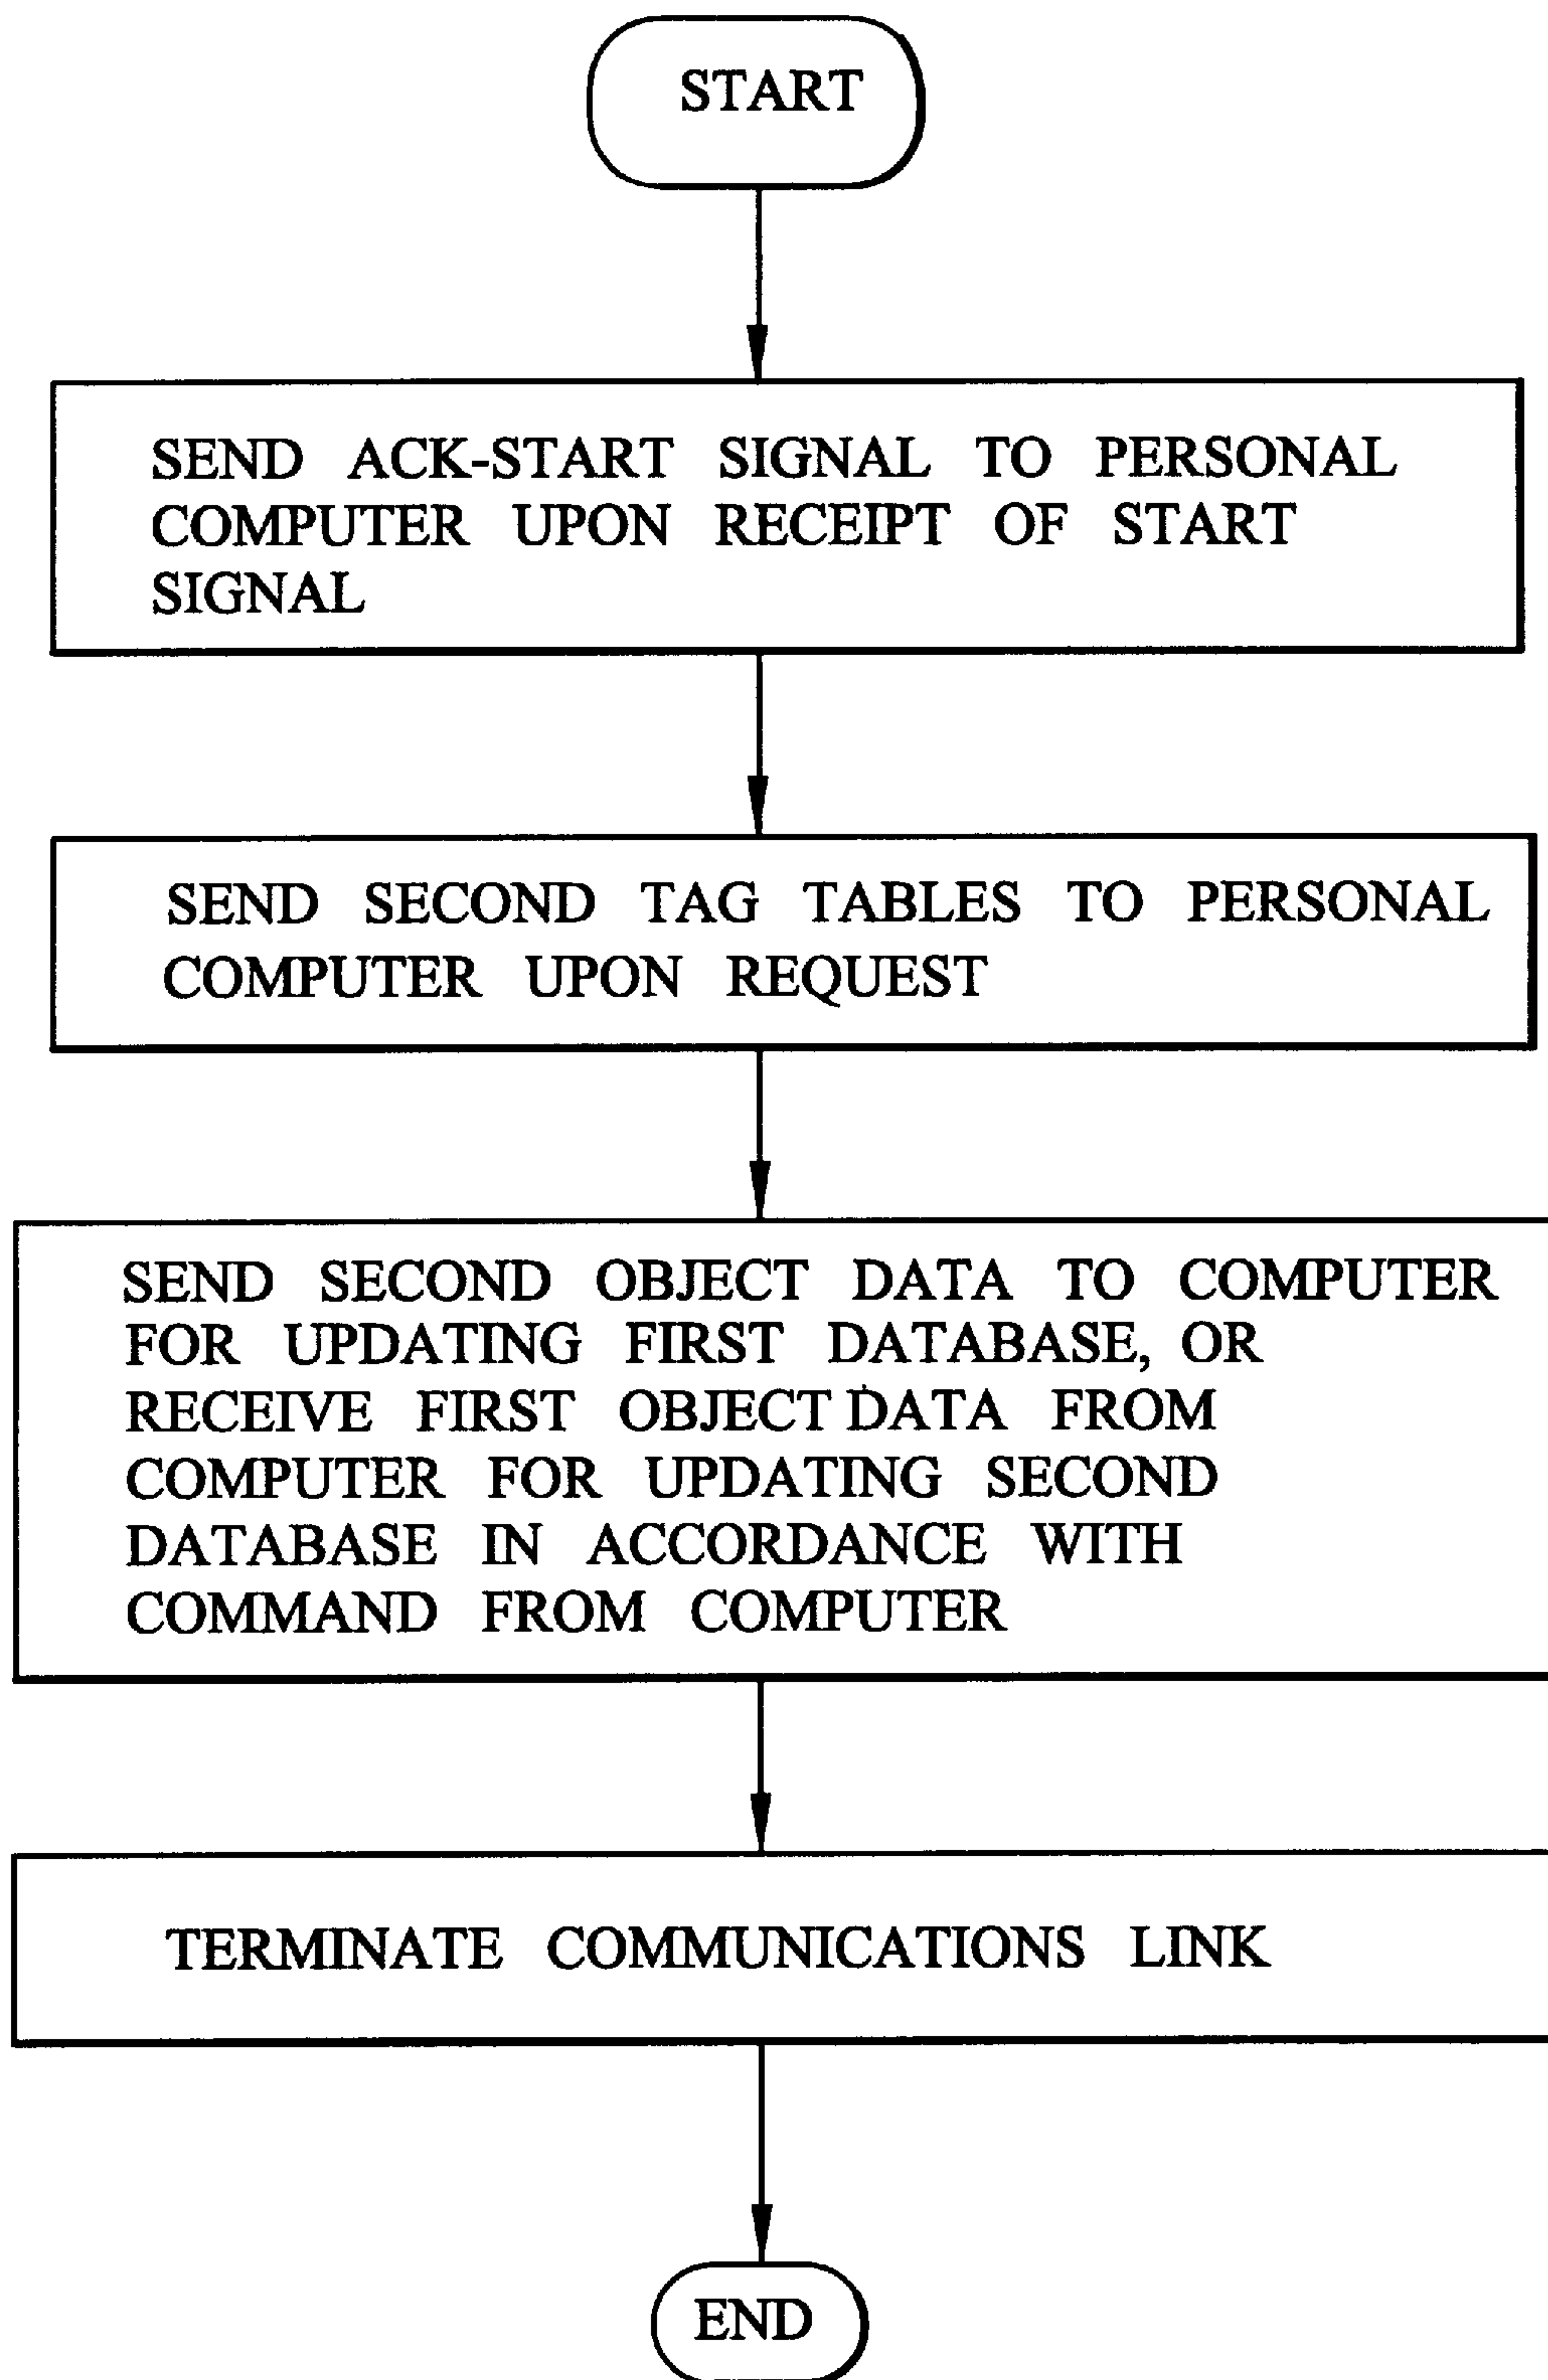 START
SEND ACK-START SIGNAL TO PERSONAL
COMPUTER UPON RECEIPT OF START
SIGNAL
SEND SECOND TAG TABLES TO PERSONAL
COMPUTER UPON REQUEST
SEND SECOND OBJECT DATA TO COMPUTER
FOR UPDATING FIRST DATABASE, OR
RECEIVE FIRST OBJECT DATA FROM
COMPUTER FOR UPDATING SECOND
DATABASE IN ACCORDANCE WITH
COMMAND FROM COMPUTER
TERMINATE COMMUNICATIONS LINK
END